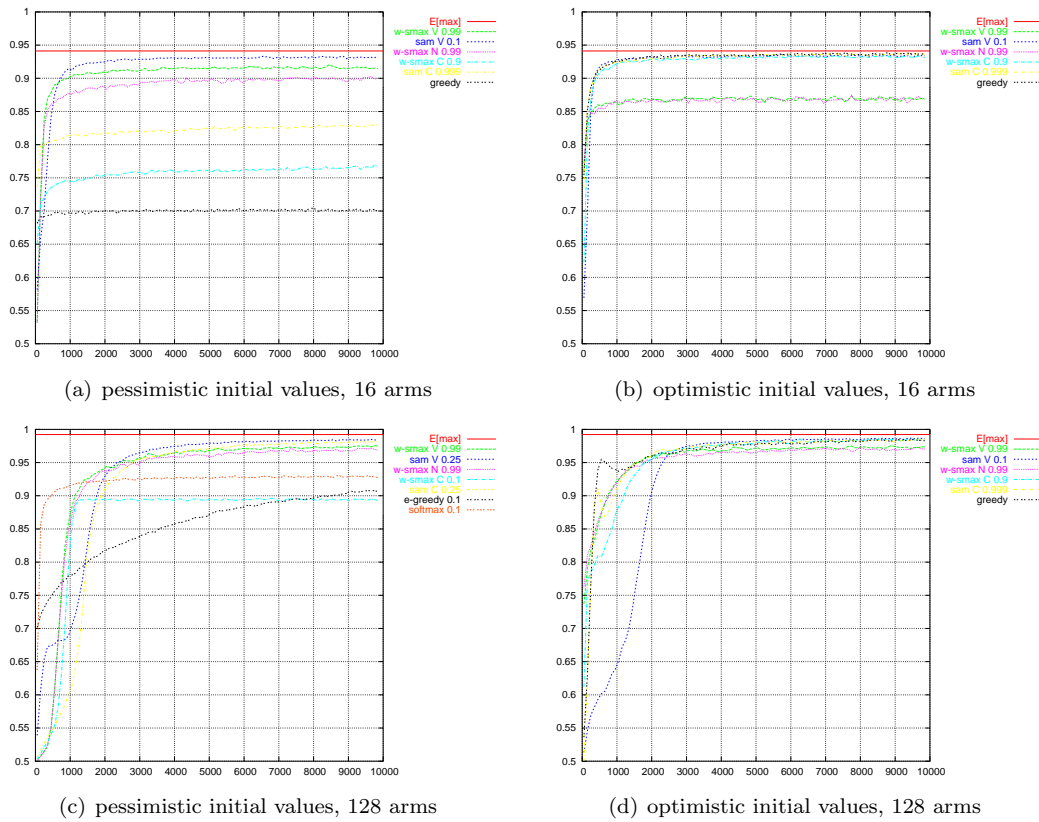 1
0.95
0.9
0.85
0.8
0.75
0.7
0.65
0.6
0.55
0.5
0 1000 2000 3000 4000 5000 6000 7000 8000 9000 10000
E[max]
w-smax V 0.99
sam V 0.1
w-smax N 0.99
w-smax C 0.9
sam C 0.999
greedy
(a) pessimistic initial values, 16 arms
1
0.95
0.9
0.85
0.8
0.75
0.7
0.65
0.6
0.55
0.5
0 1000 2000 3000 4000 5000 6000 7000 8000 9000 10000
E[max]
w-smax V 0.99
sam V 0.1
w-smax N 0.99
w-smax C 0.9
sam C 0.999
greedy
(b) optimistic initial values, 16 arms
1
0.95
0.9
0.85
0.8
0.75
0.7
0.65
0.6
0.55
0.5
0 1000 2000 3000 4000 5000 6000 7000 8000 9000 10000
E[max]
w-smax V 0.99
sam V 0.25
w-smax N 0.99
w-smax C 0.1
sam C 0.25
e-greedy 0.1
softmax 0.1
(c) pessimistic initial values, 128 arms
1
0.95
0.9
0.85
0.8
0.75
0.7
0.65
0.6
0.55
0.5
0 1000 2000 3000 4000 5000 6000 7000 8000 9000 10000
E[max]
w-smax V 0.99
sam V 0.1
w-smax N 0.99
w-smax C 0.9
sam C 0.999
greedy
(d) optimistic initial values, 128 arms